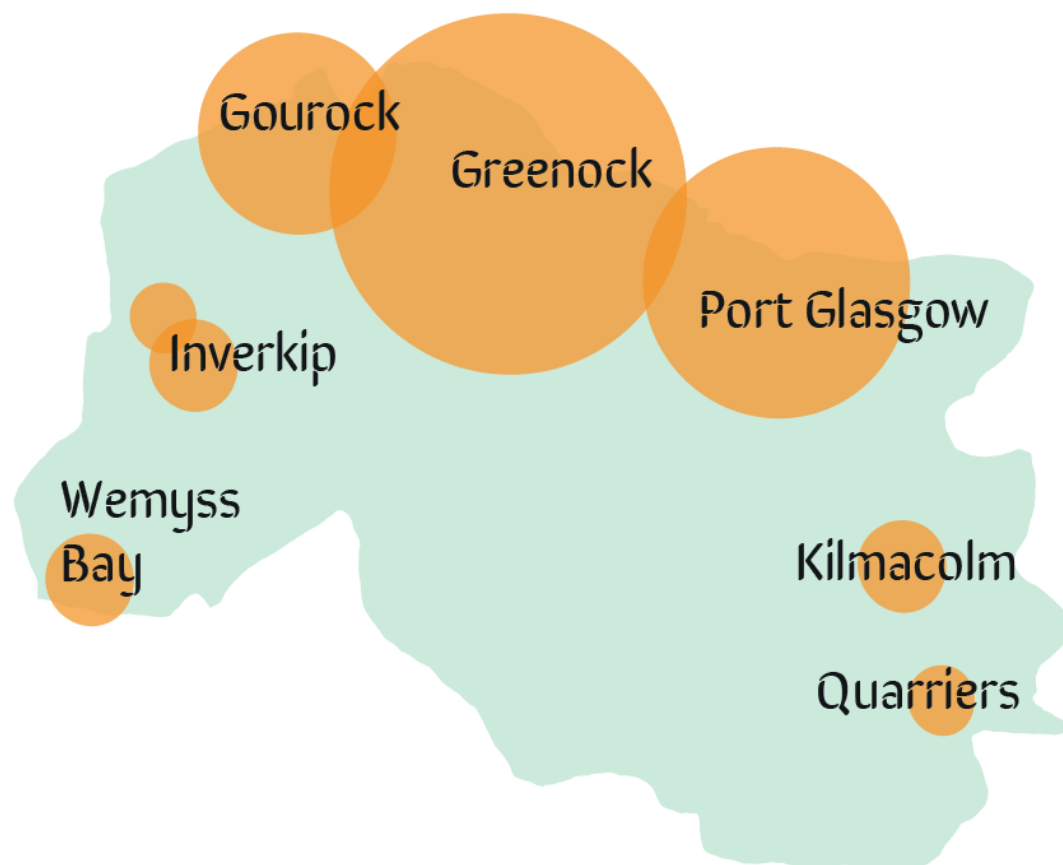 Gourock
Greenock
Port Glasgow
Inverkip
Wemyss
Bay
Kilmacolm
Quarriers